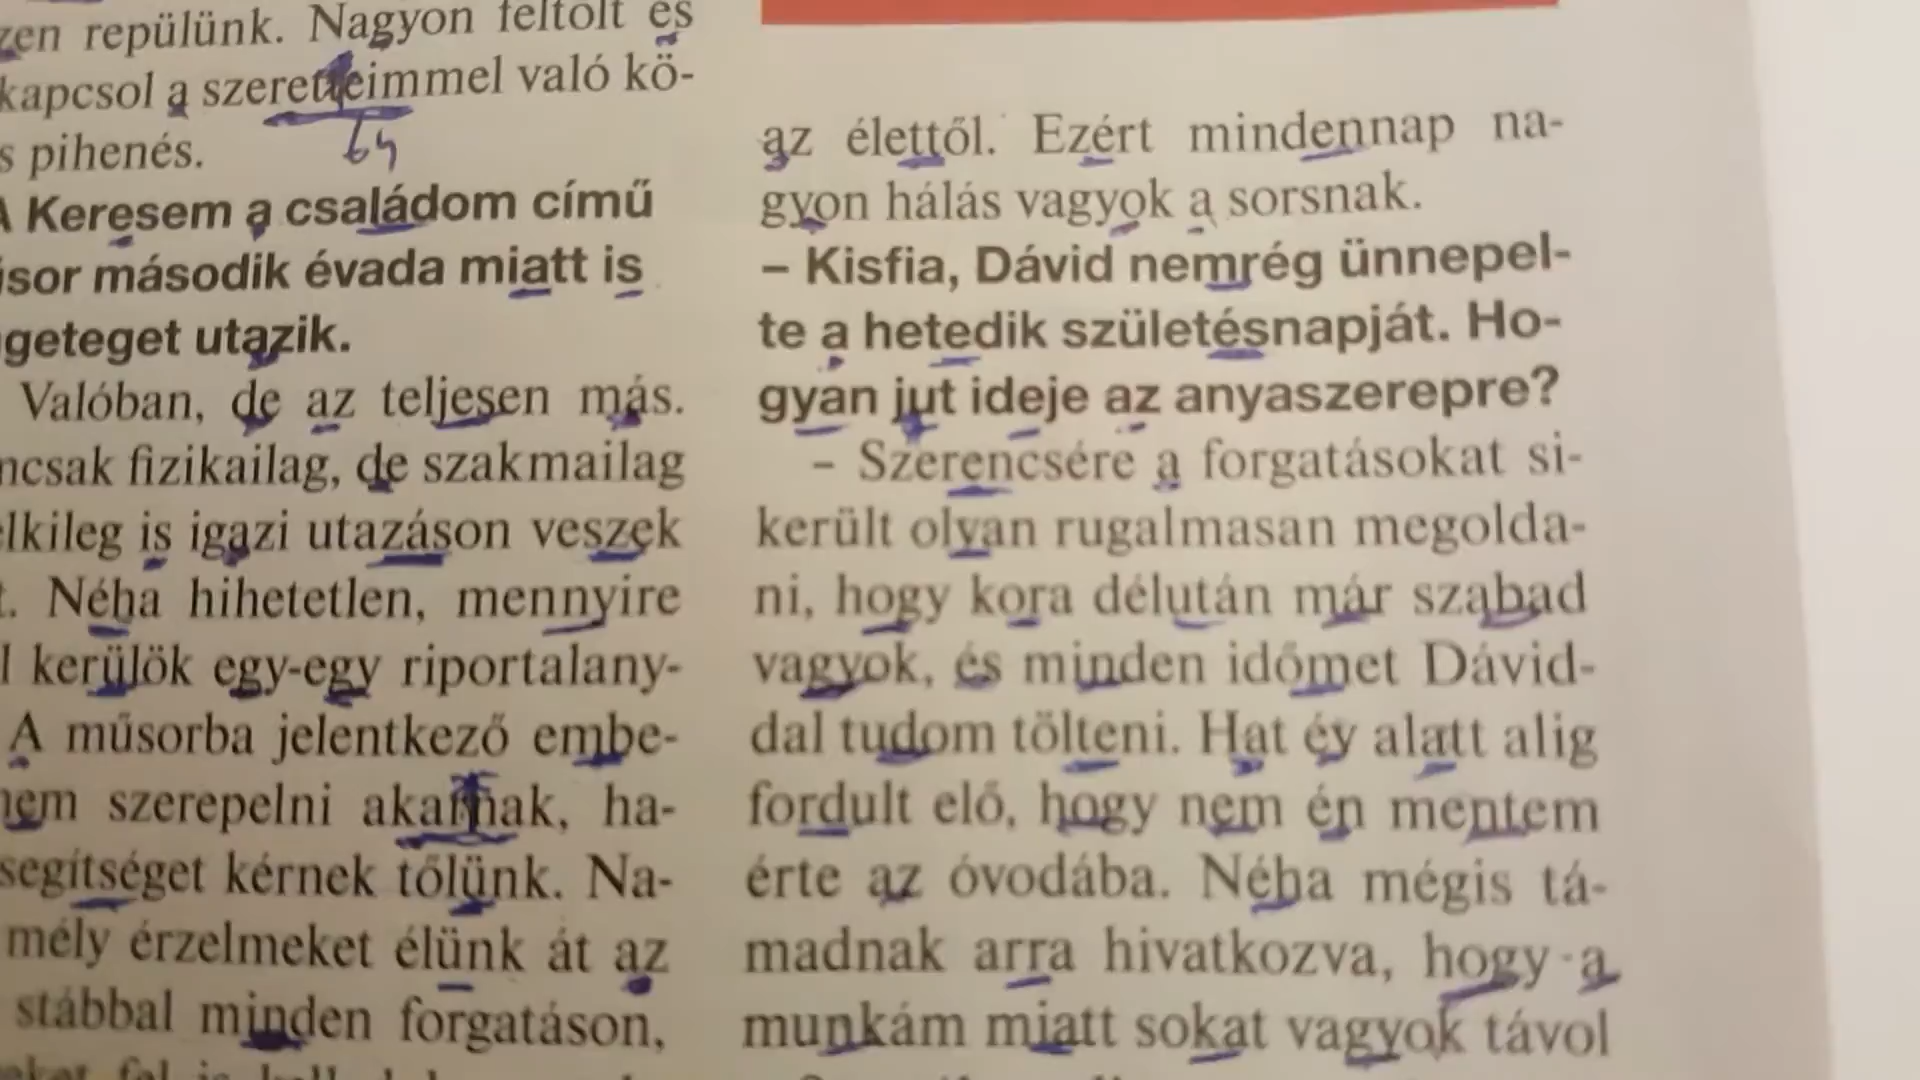 repülünk. Nagyon feltölt és
kapcsol a szeretteimmel való kö-
s pihenés.
A Keresem a családom című
második évada miatt is
utazik.
Valóban, de az teljesen más.
fizikailag, de szakmailag
is igazi utazáson veszek
Néha hihetetlen, mennyire
kerülök egy-egy riportalany-
A műsorba jelentkező embe-
nem szerepelni akarnak, ha-
segítséget kérnek tőlünk. Na-
mély érzelmeket élünk át az
stábbal minden forgatáson,
az élettől. Ezért mindennap na-
gyon hálás vagyok a sorsnak.
– Kisfia, Dávid nemrég ünnepel-
te a hetedik születésnapját. Ho-
gyan jut ideje az anyaszerepre?
– Szerencsére a forgatásokat si-
került olyan rugalmasan megolda-
ni, hogy kora délután már szabad
vagyok, és minden időmet Dávid-
dal tudom tölteni. Hat év alatt alig
fordult elő, hogy nem én mentem
érte az óvodába. Néha mégis tá-
madnak arra hivatkozva, hogy a
munkám miatt sokat vagyok távol